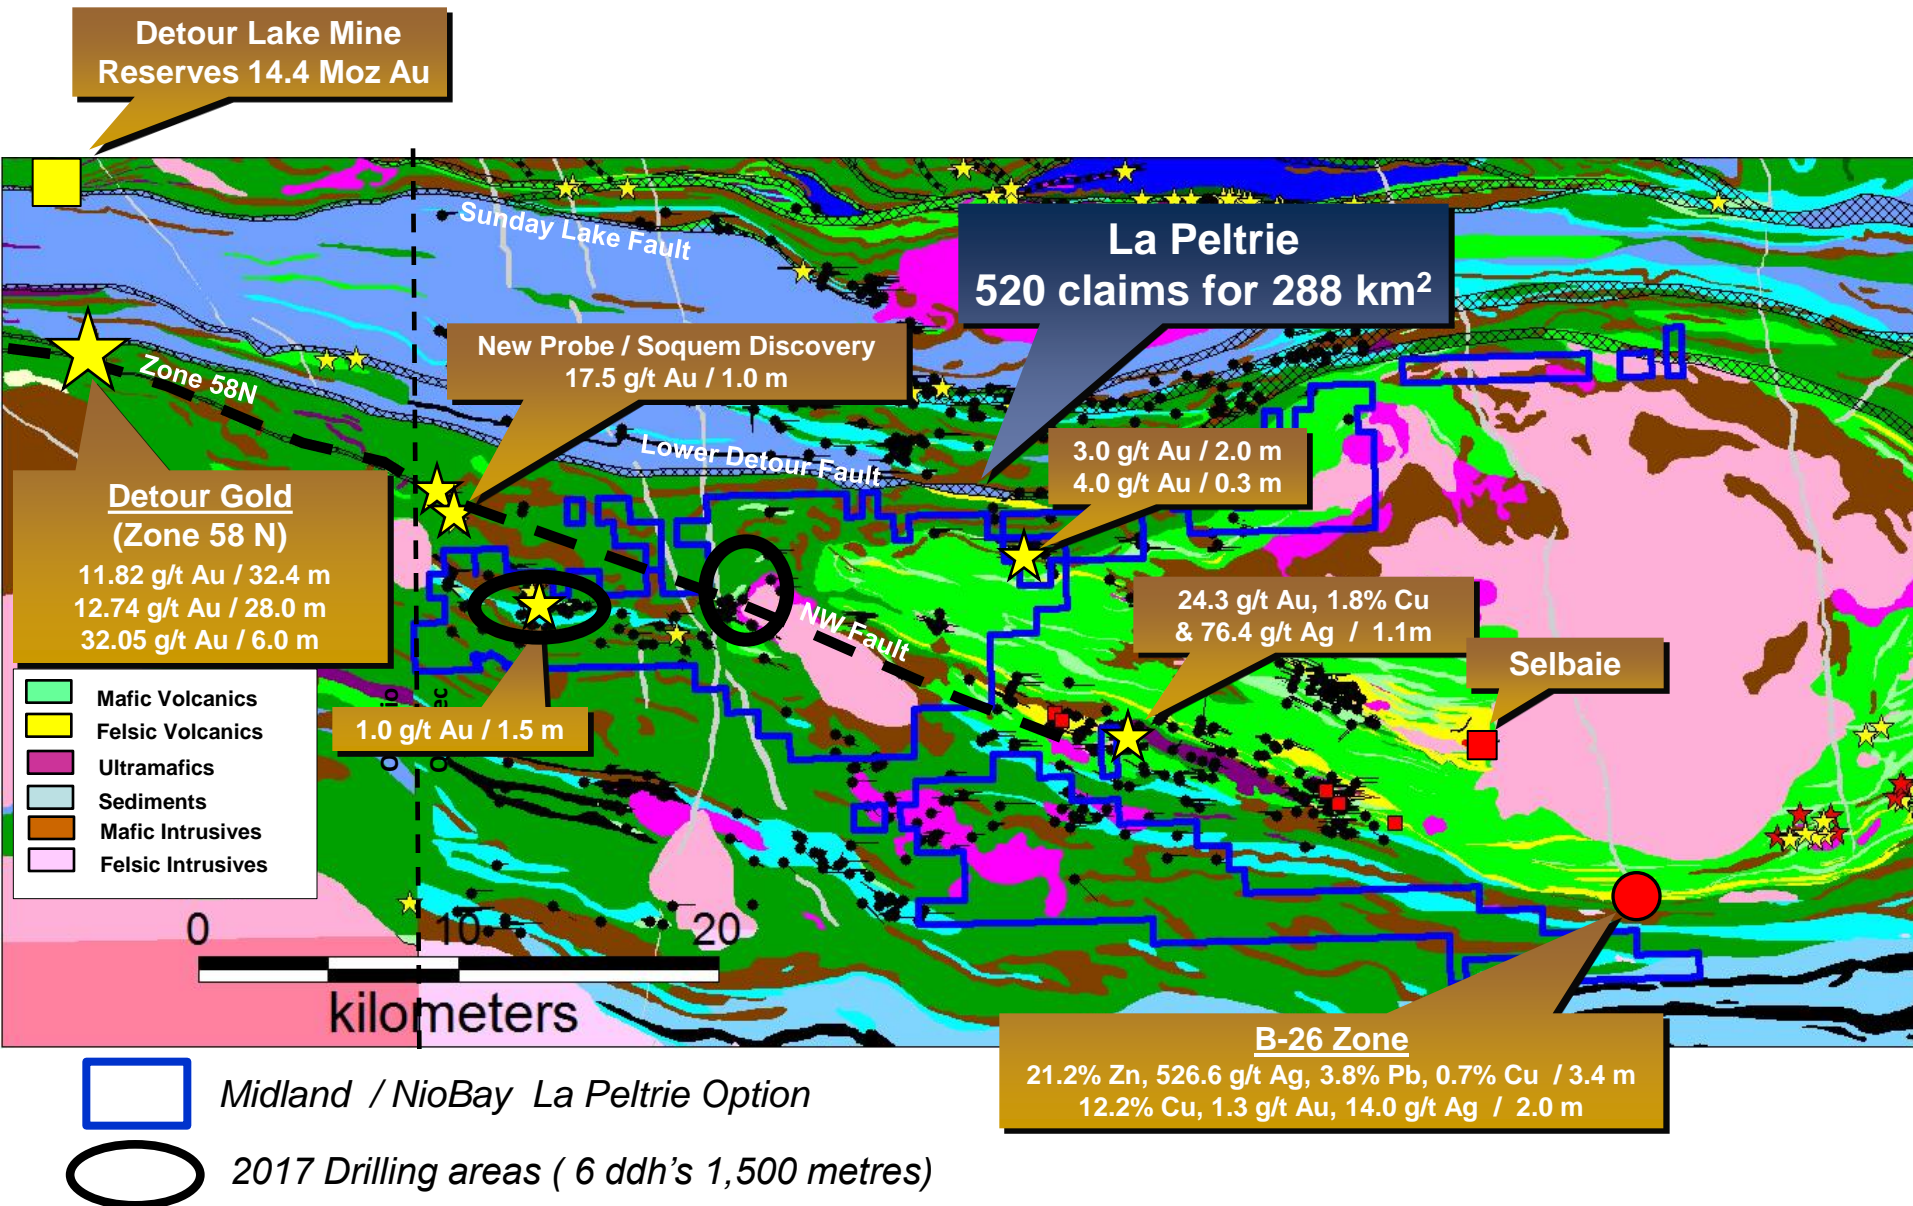 Detour Lake Mine
Reserves 14.4 Moz Au
Sunday Lake Fault
La Peltrie
520 claims for 288 km²
New Probe / Soquem Discovery
17.5 g/t Au / 1.0 m
Zone 58N
Lower Detour Fault
3.0 g/t Au / 2.0 m
4.0 g/t Au / 0.3 m
Detour Gold
(Zone 58 N)
11.82 g/t Au / 32.4 m
12.74 g/t Au / 28.0 m
32.05 g/t Au / 6.0 m
NW Fault
24.3 g/t Au, 1.8% Cu
& 76.4 g/t Ag / 1.1m
Selbaie
1.0 g/t Au / 1.5 m
Mafic Volcanics
Felsic Volcanics
Ultramafics
Sediments
Mafic Intrusives
Felsic Intrusives
0 10 20
kilometers
B-26 Zone
21.2% Zn, 526.6 g/t Ag, 3.8% Pb, 0.7% Cu / 3.4 m
12.2% Cu, 1.3 g/t Au, 14.0 g/t Ag / 2.0 m
Midland / NioBay La Peltrie Option
2017 Drilling areas ( 6 ddh's 1,500 metres)